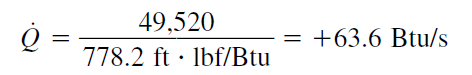 Q̇ = 49,520 / 778.2 ft · lbf/Btu = +63.6 Btu/s